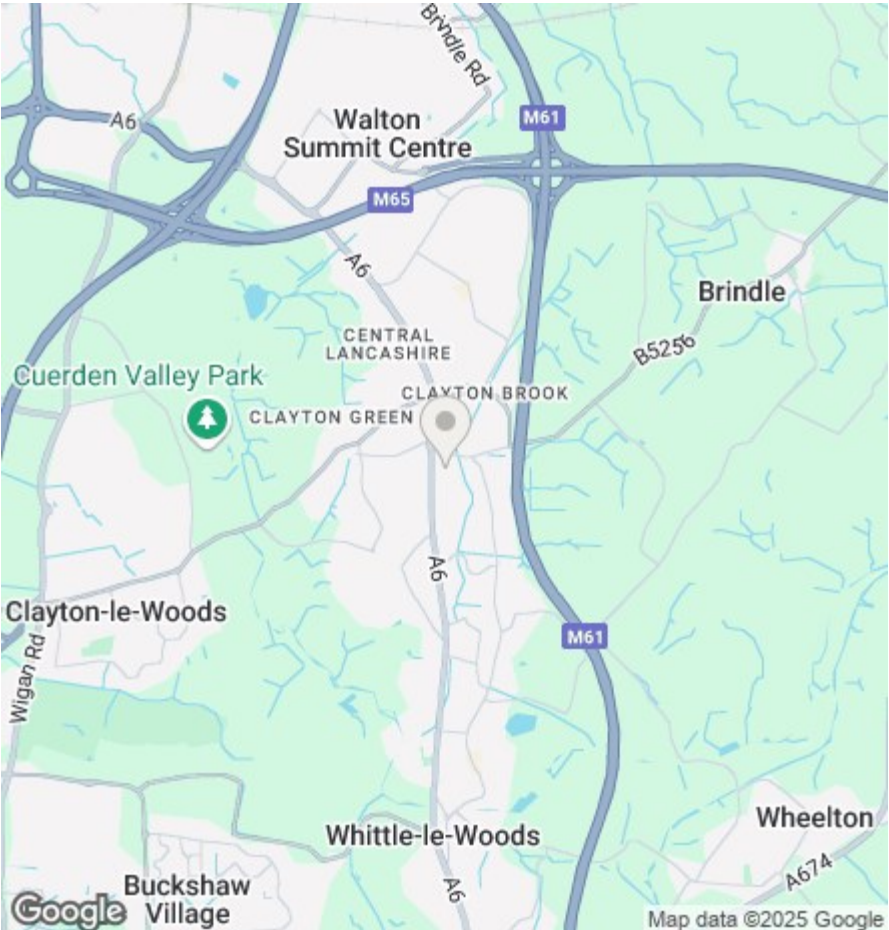 Brindle Rd
M61
A6
Walton
Summit Centre
M65
A6
Brindle
CENTRAL
LANCASHIRE
B5256
Cuerden Valley Park
CLAYTON BROOK
CLAYTON GREEN
A6
Clayton-le-Woods
M61
Wigan Rd
Wheelton
Whittle-le-Woods
A674
Buckshaw
Village
A6
Google
Map data ©2025 Google